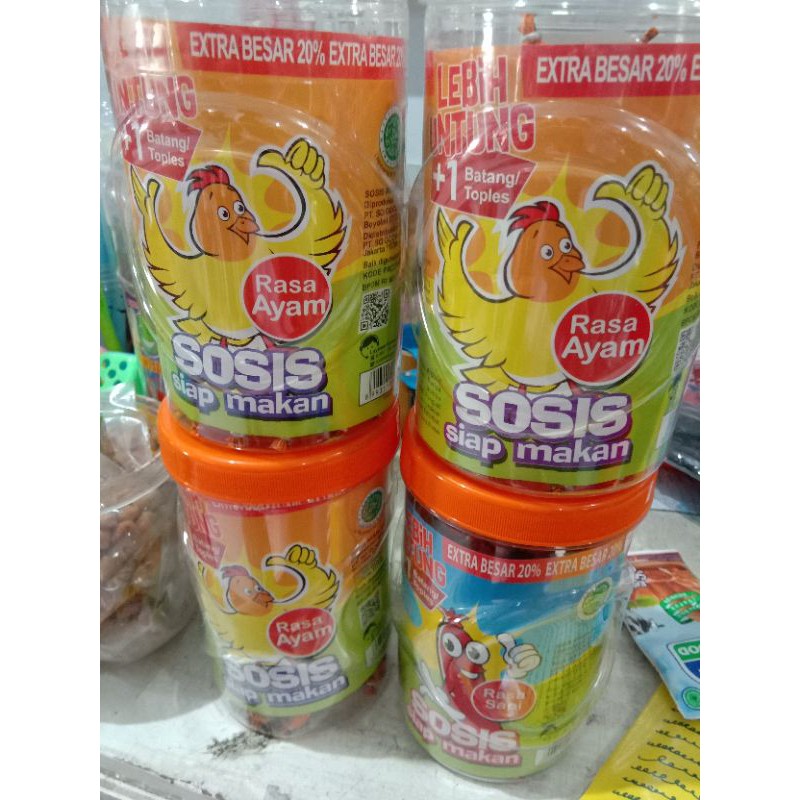 EXTRA BESAR 20% EXTRA BESAR 20%
UNTUNG
+1 Batang/
Toples
Rasa
Ayam
SOSIS
siap makan
EXTRA BESAR 20%
LEBIH
UNTUNG
+1 Batang/
Toples
Rasa
Ayam
SOSIS
siap makan
Rasa
Ayam
SOSIS
siap makan
EXTRA BESAR 20% EXTRA BESAR 20
Batang/
Toples
Rasa
Sapi
SOSIS
siap makan